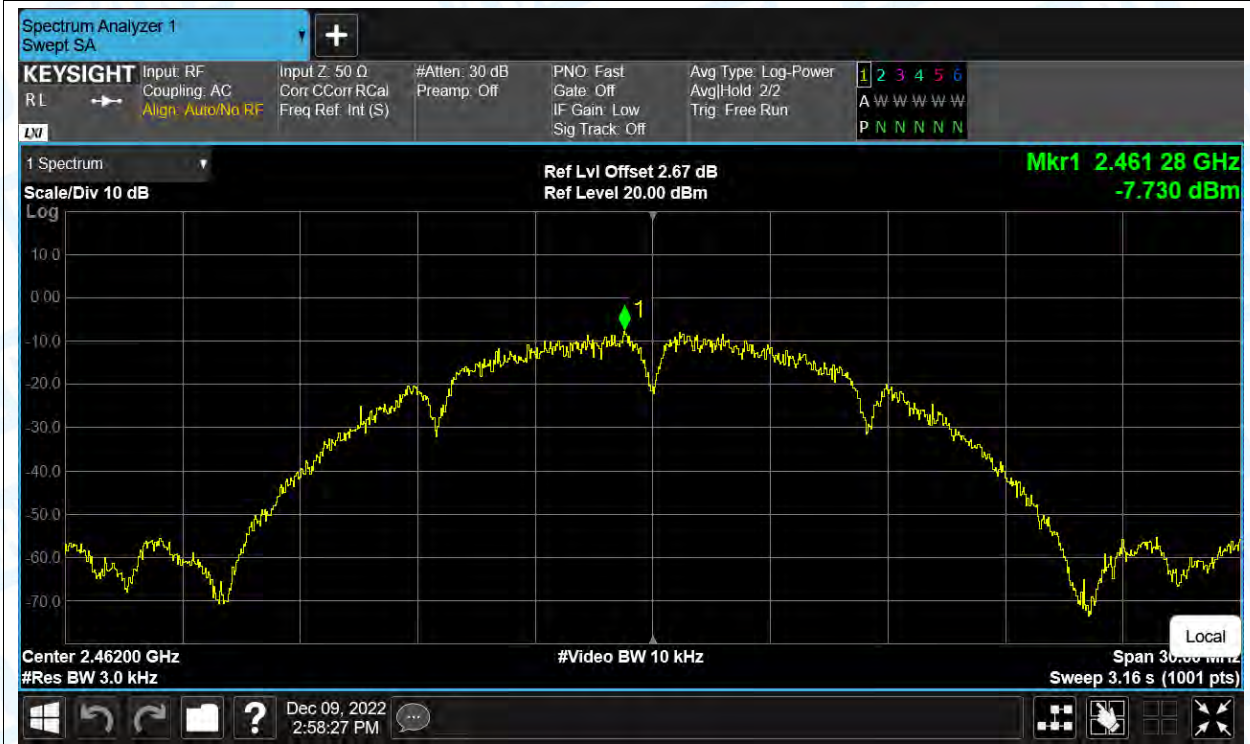 Spectrum Analyzer 1
Swept SA
+
KEYSIGHT
RL
LXI
Input: RF
Coupling: AC
Align: Auto/No RF
Input Z: 50 Ω
Corr CCorr RCal
Freq Ref: Int (S)
#Atten: 30 dB
Preamp: Off
PNO: Fast
Gate: Off
IF Gain: Low
Sig Track: Off
Avg Type: Log-Power
Avg|Hold: 2/2
Trig: Free Run
1 2 3 4 5 6
A W W W W W
P N N N N N
1 Spectrum
Scale/Div 10 dB
Log
Ref Lvl Offset 2.67 dB
Ref Level 20.00 dBm
Mkr1 2.461 28 GHz
-7.730 dBm
10.0
0.00
-10.0
-20.0
-30.0
-40.0
-50.0
-60.0
-70.0
1
Local
Center 2.46200 GHz
#Video BW 10 kHz
Span 30.00 MHz
#Res BW 3.0 kHz
Sweep 3.16 s (1001 pts)
?
Dec 09, 2022
2:58:27 PM